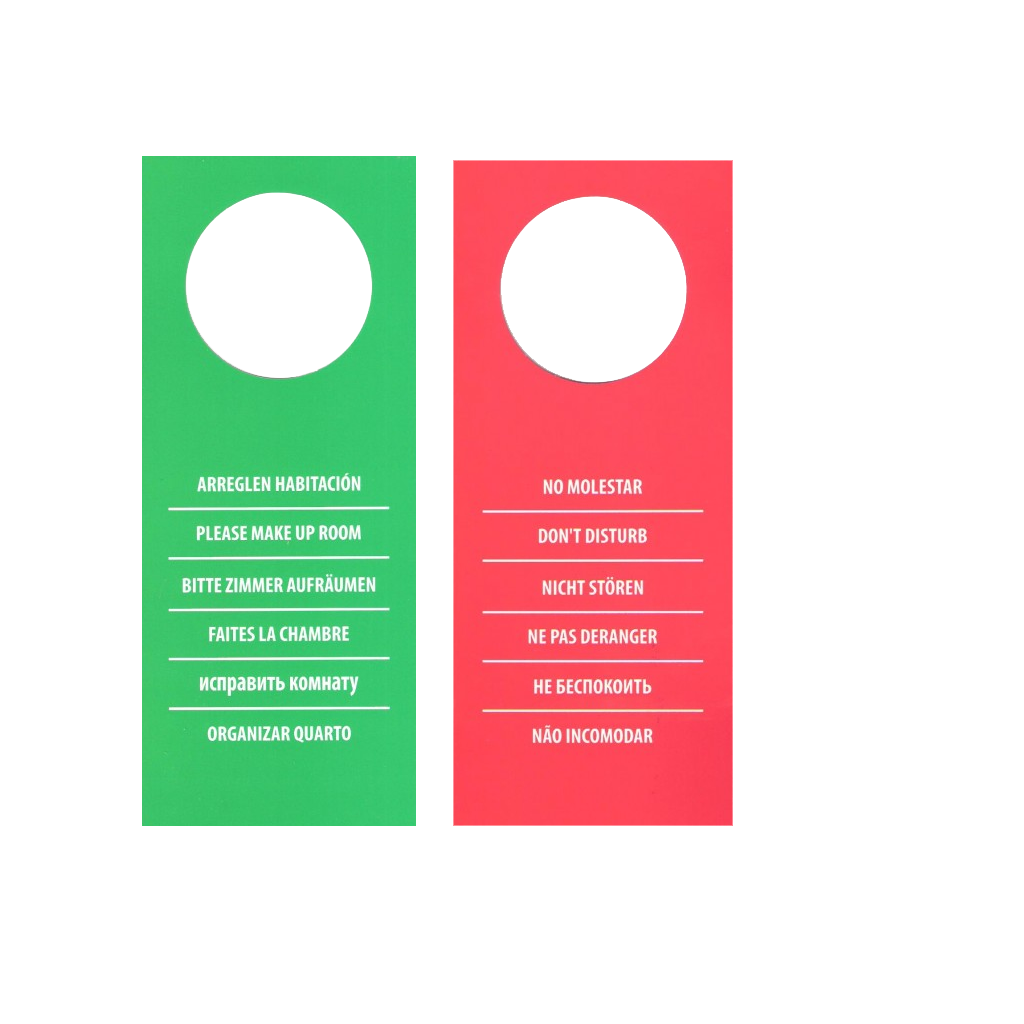 ARREGLEN HABITACIÓN
PLEASE MAKE UP ROOM
BITTE ZIMMER AUFRÄUMEN
FAITES LA CHAMBRE
исправить комнату
ORGANIZAR QUARTO
NO MOLESTAR
DON'T DISTURB
NICHT STÖREN
NE PAS DERANGER
НЕ БЕСПОКОИТЬ
NÃO INCOMODAR